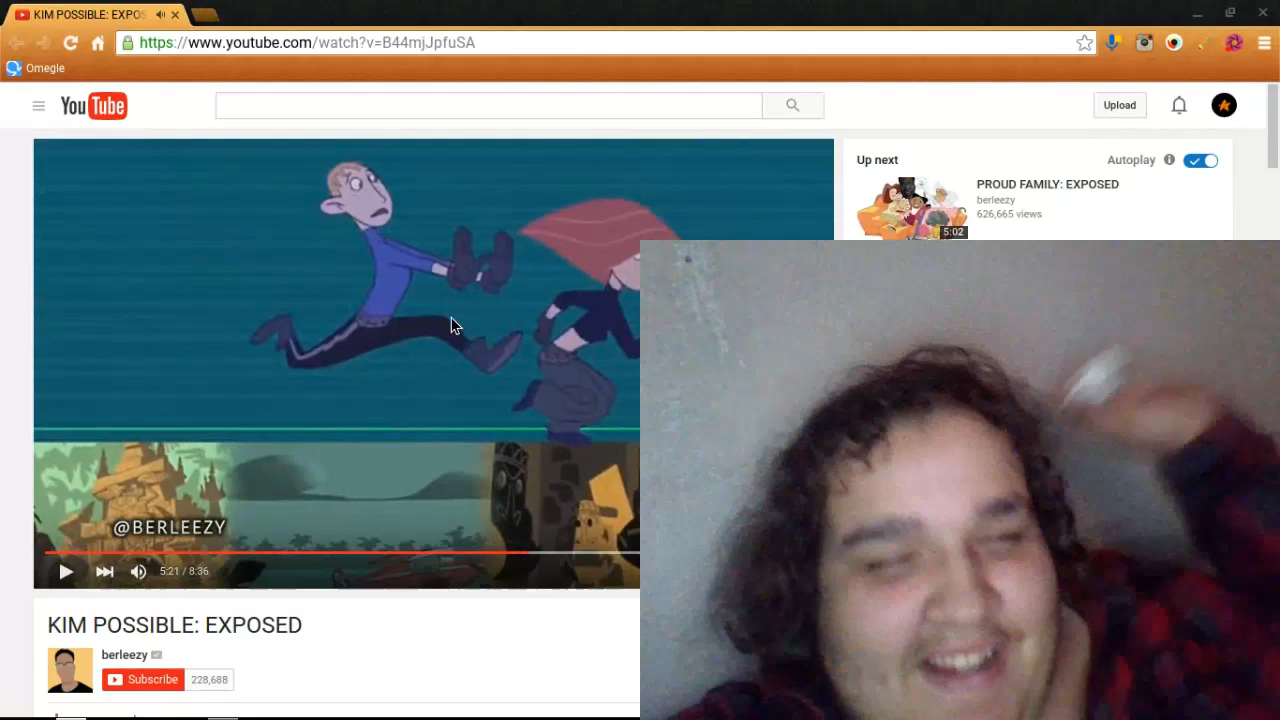 KIM POSSIBLE: EXPOS
https://www.youtube.com/watch?v=B44mjJpfuSA
Omegle
YouTube
Upload
Up next
Autoplay
PROUD FAMILY: EXPOSED
berleezy
626,665 views
5:02
@BERLEEZY
5:21 / 8:36
KIM POSSIBLE: EXPOSED
berleezy
Subscribe 228,688